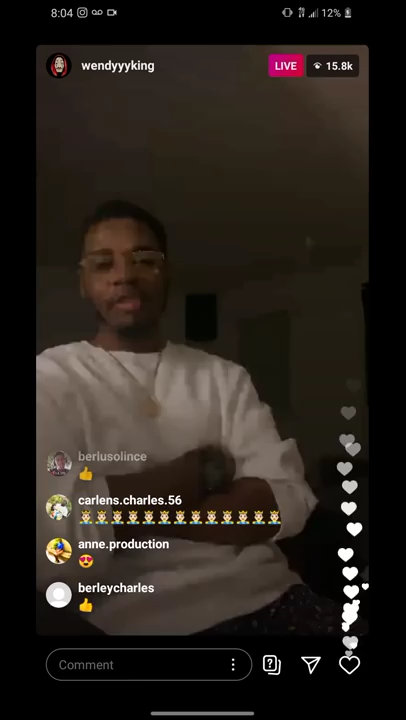 8:04
12%
wendyyyking
LIVE
15.8k
berlusolince
carlens.charles.56
anne.production
berleycharles
Comment